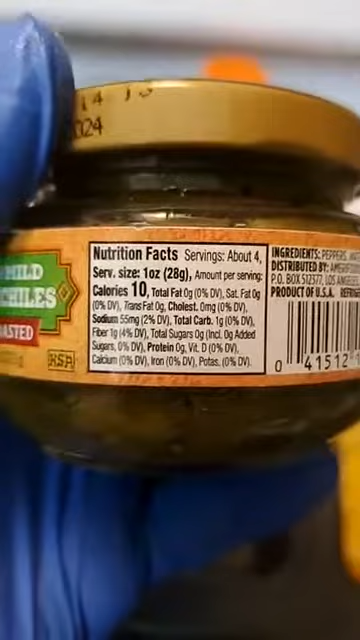 14 13
024
MILD
CHILES
ROASTED
RSA
Nutrition Facts Servings: About 4,
Serv. size: 1oz (28g), Amount per serving:
Calories 10, Total Fat 0g (0% DV), Sat. Fat 0g
(0% DV), Trans Fat 0g, Cholest. 0mg (0% DV),
Sodium 55mg (2% DV), Total Carb. 1g (0% DV),
Fiber 1g (4% DV), Total Sugars 0g (Incl. 0g Added
Sugars, 0% DV), Protein 0g, Vit. D (0% DV),
Calcium (0% DV), Iron (0% DV), Potas. (0% DV).
INGREDIENTS: PEPPERS,
DISTRIBUTED BY:
P.O. BOX 512377, LOS
PRODUCT OF U.S.A.
0 41512